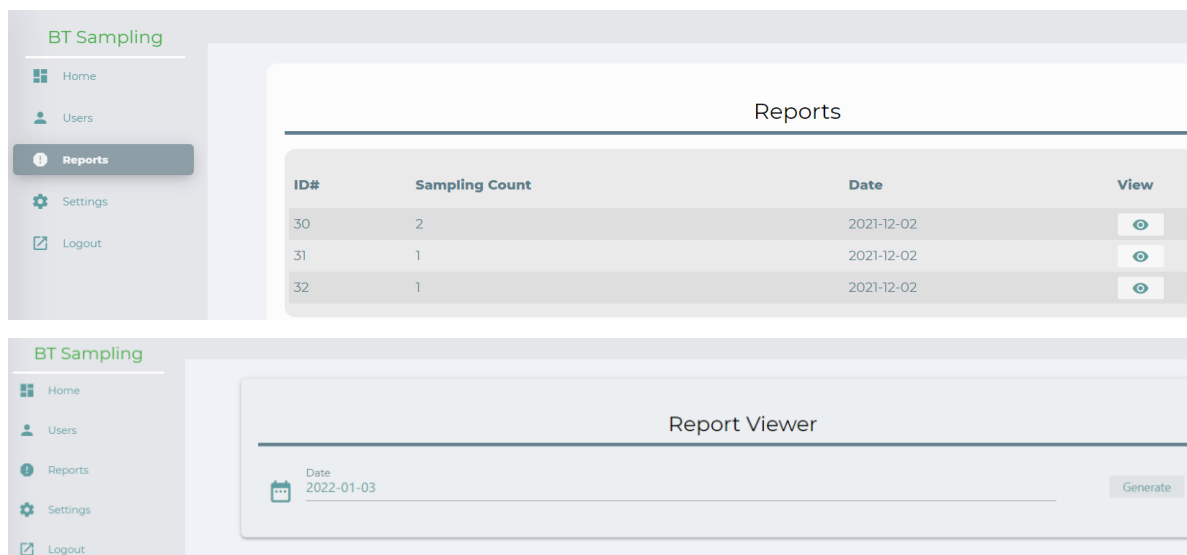 BT Sampling
Home
Users
Reports
Settings
Logout
Reports
ID# Sampling Count Date View
30 2 2021-12-02
31 1 2021-12-02
32 1 2021-12-02
BT Sampling
Home
Users
Reports
Settings
Logout
Report Viewer
Date
2022-01-03
Generate